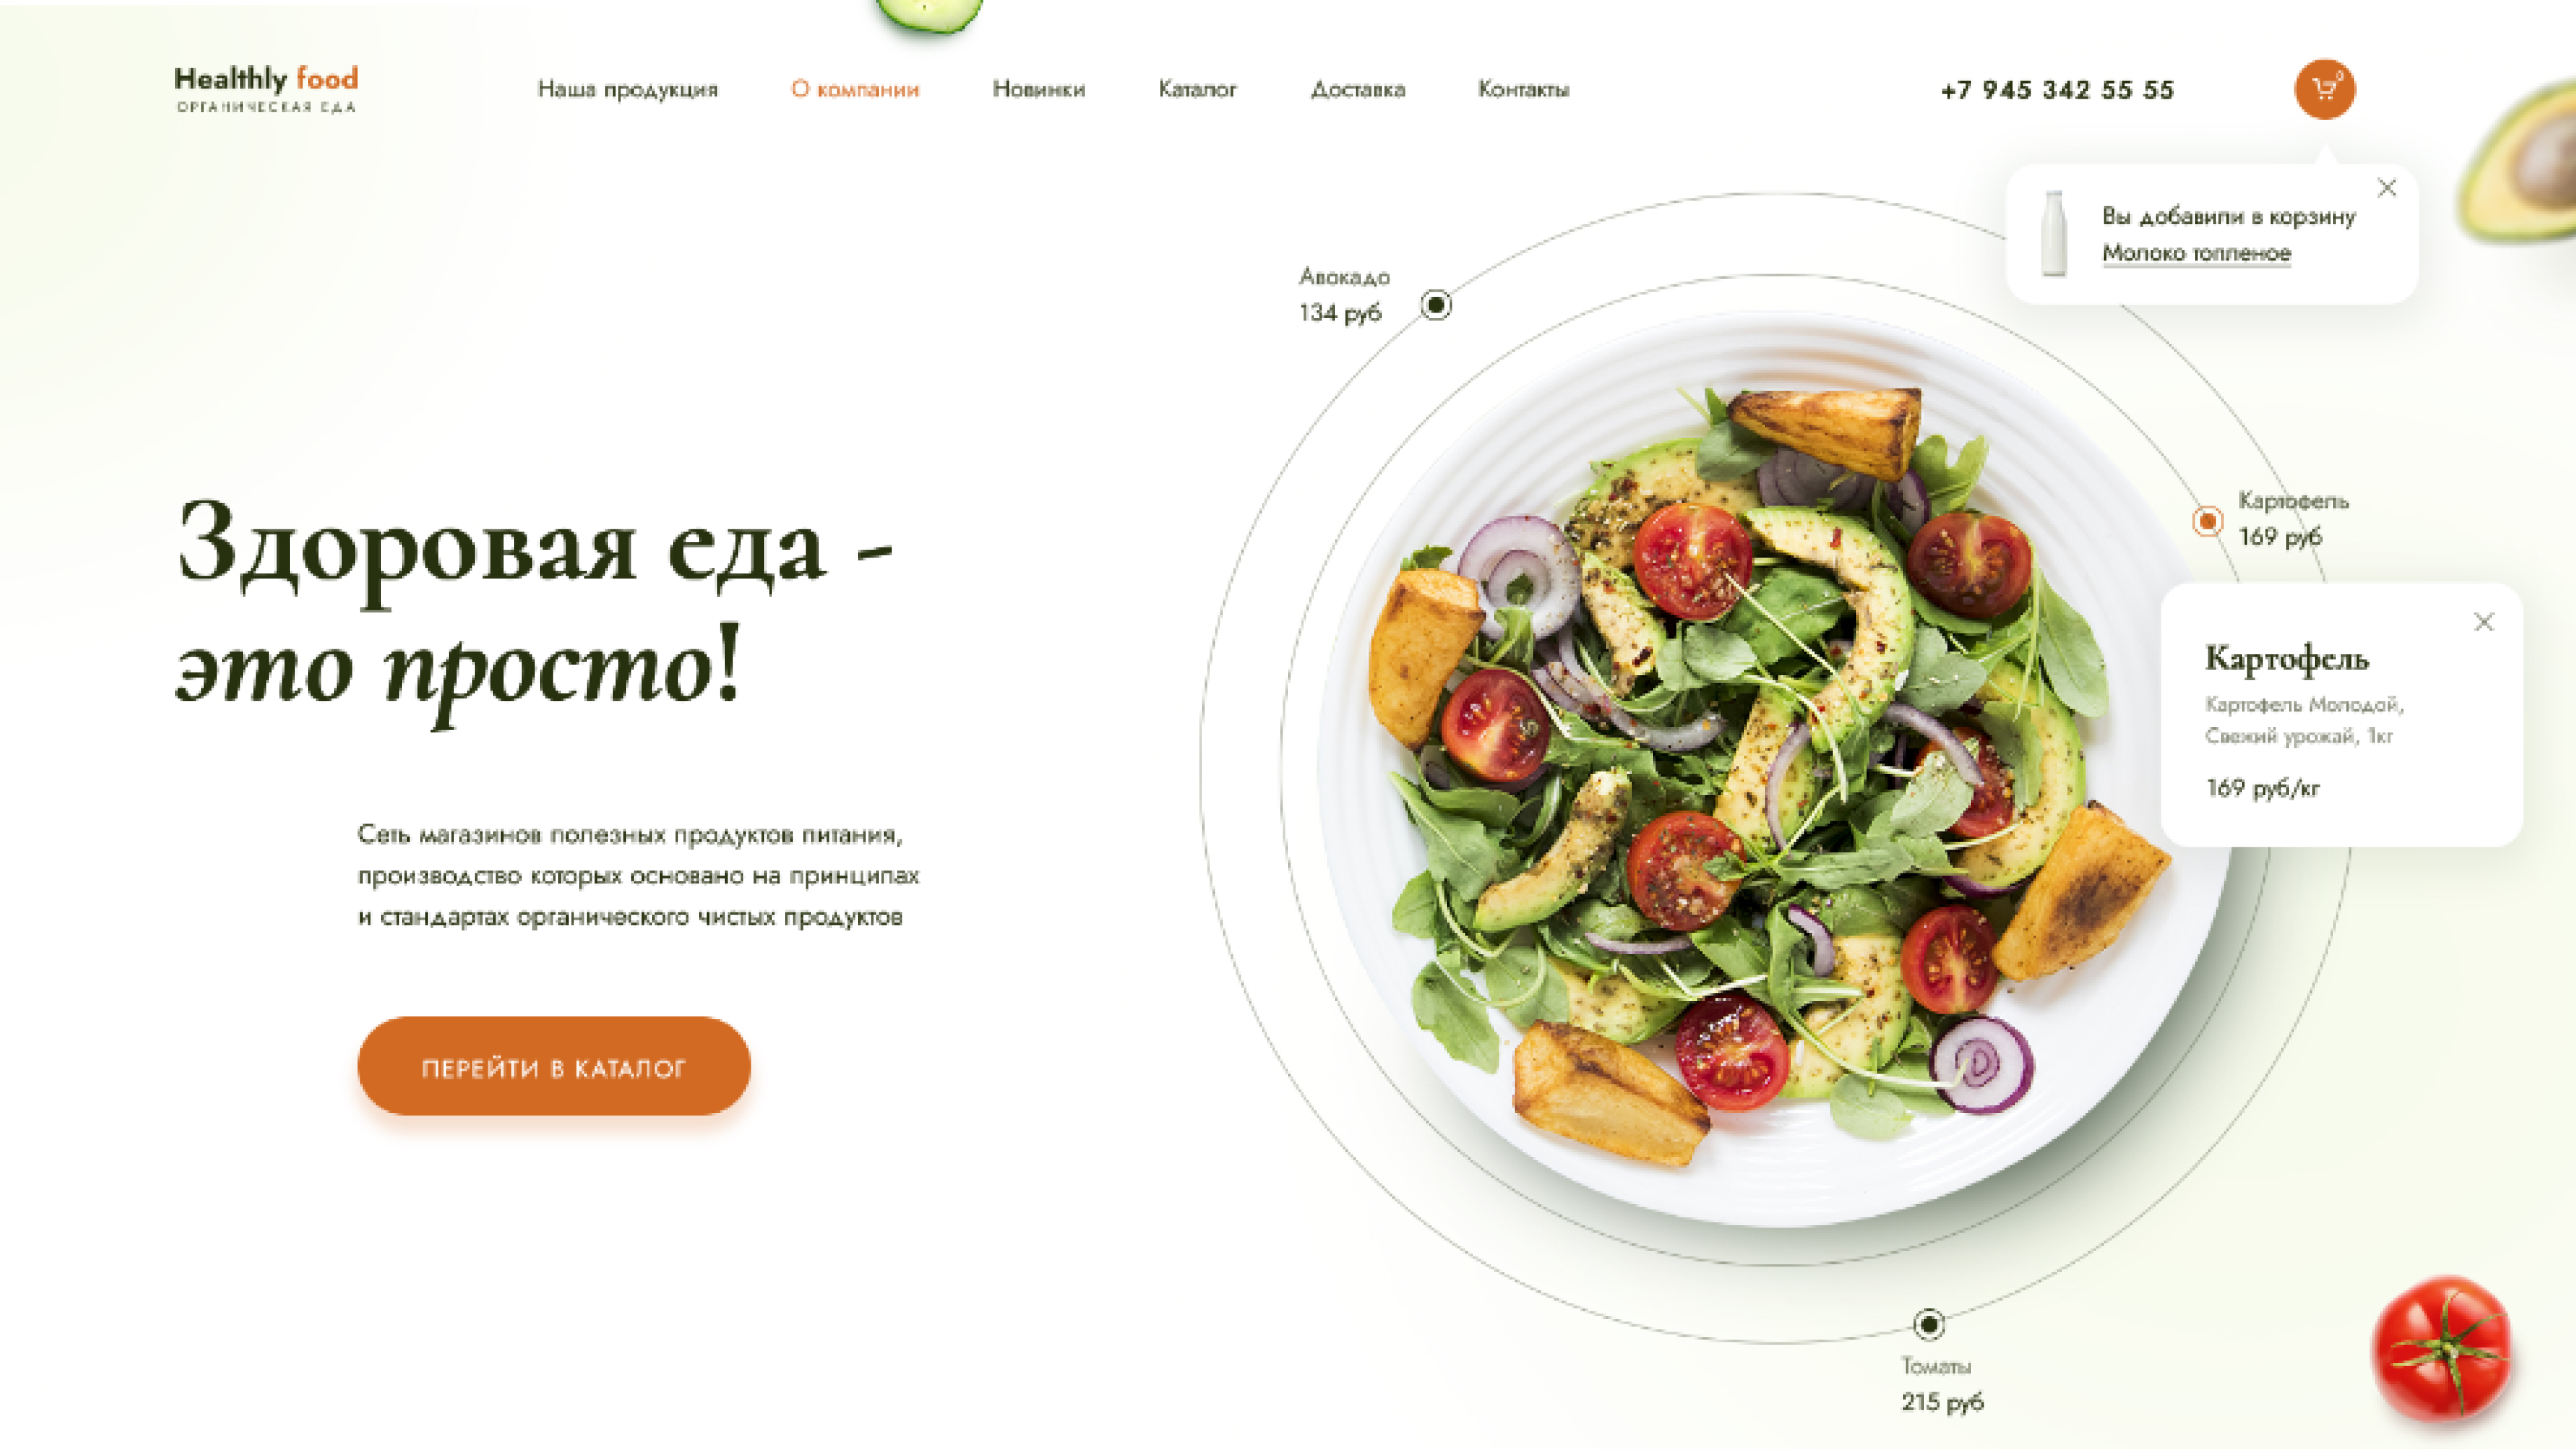 Healthly food
ОРГАНИЧЕСКАЯ ЕДА
Наша продукция
О компании
Новинки
Каталог
Доставка
Контакты
+7 945 342 55 55
0
Вы добавили в корзину
Молоко топленое
Авокадо
134 руб
Картофель
169 руб
Здоровая еда -
это просто!
Картофель
Картофель Молодой,
Свежий урожай, 1кг
169 руб/кг
Сеть магазинов полезных продуктов питания,
производство которых основано на принципах
и стандартах органического чистых продуктов
ПЕРЕЙТИ В КАТАЛОГ
Томаты
215 руб